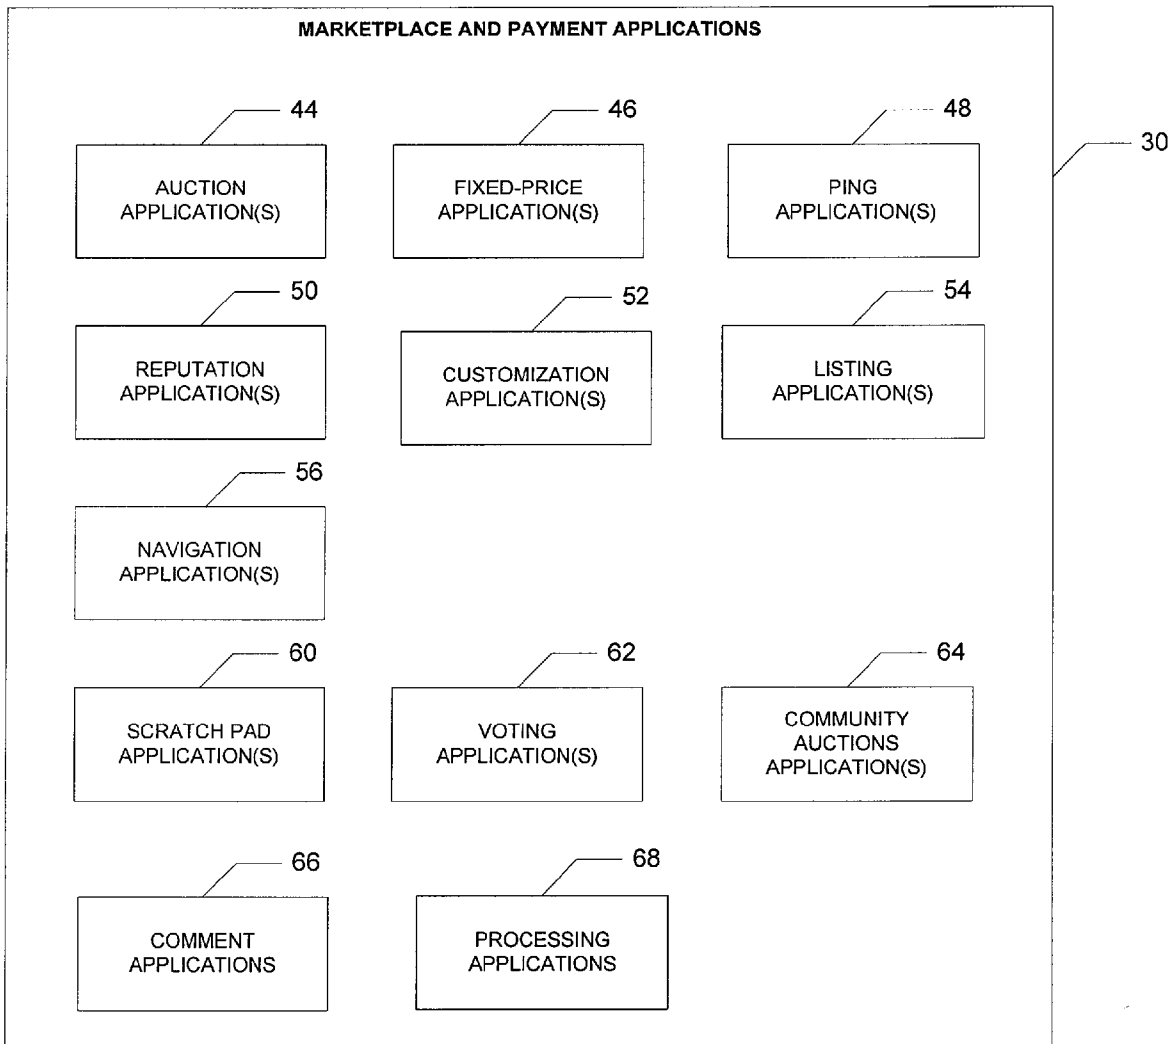 MARKETPLACE AND PAYMENT APPLICATIONS
44
46
48
30
AUCTION
APPLICATION(S)
FIXED-PRICE
APPLICATION(S)
PING
APPLICATION(S)
50
52
54
REPUTATION
APPLICATION(S)
CUSTOMIZATION
APPLICATION(S)
LISTING
APPLICATION(S)
56
NAVIGATION
APPLICATION(S)
60
62
64
SCRATCH PAD
APPLICATION(S)
VOTING
APPLICATION(S)
COMMUNITY
AUCTIONS
APPLICATION(S)
66
68
COMMENT
APPLICATIONS
PROCESSING
APPLICATIONS